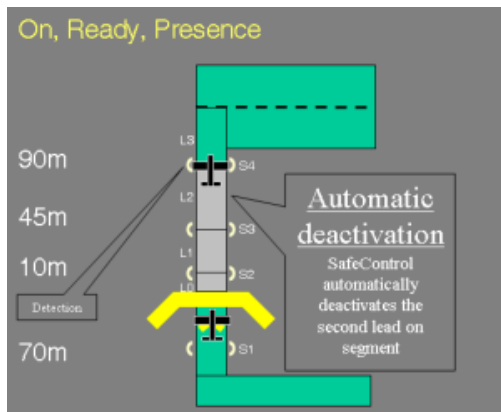 On, Ready, Presence
L3
90m
S4
L2
Automatic
deactivation
SafeControl
automatically
deactivates the
second lead on
segment
45m
S3
L1
10m
S2
L0
Detection
70m
S1